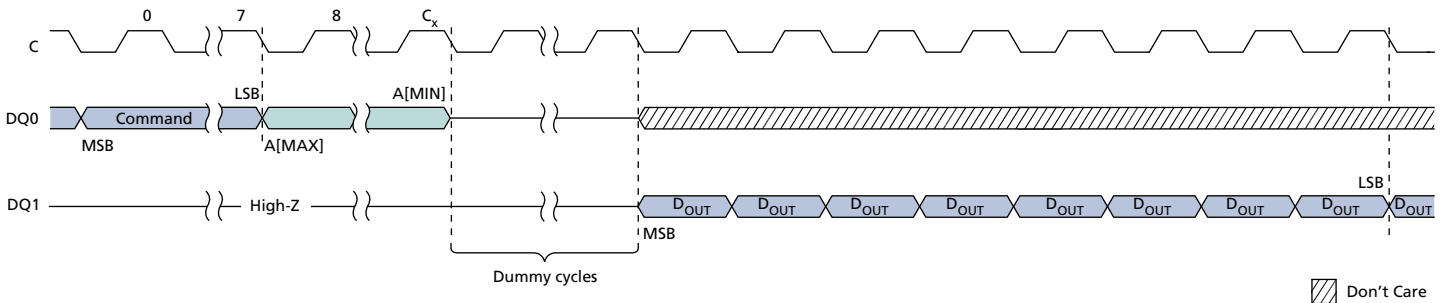 0 7 8 Cx
C
LSB A[MIN]
DQ0 Command
MSB A[MAX]
LSB
DQ1 High-Z DOUT DOUT DOUT DOUT DOUT DOUT DOUT DOUT DOUT
MSB
Dummy cycles
Don't Care